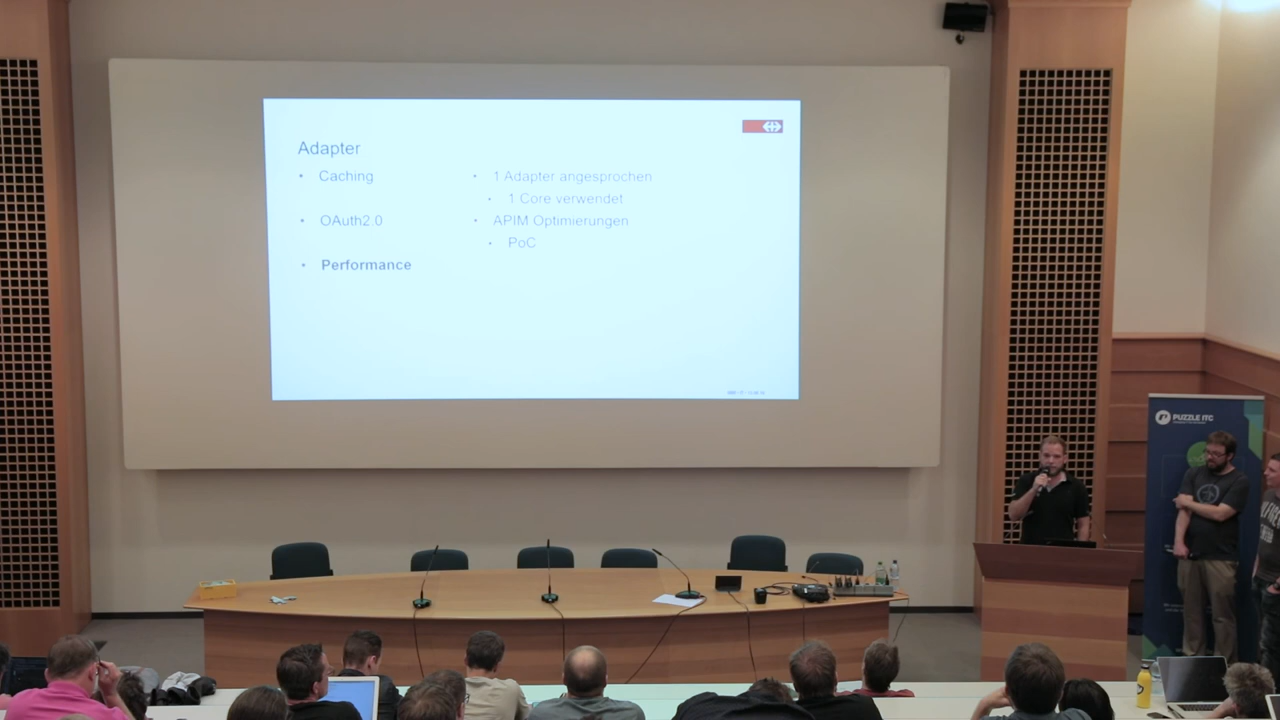 Adapter
• Caching
• OAuth2.0
• Performance
• 1 Adapter angesprochen
• 1 Core verwendet
• APIM Optimierungen
• PoC
PUZZLE ITC